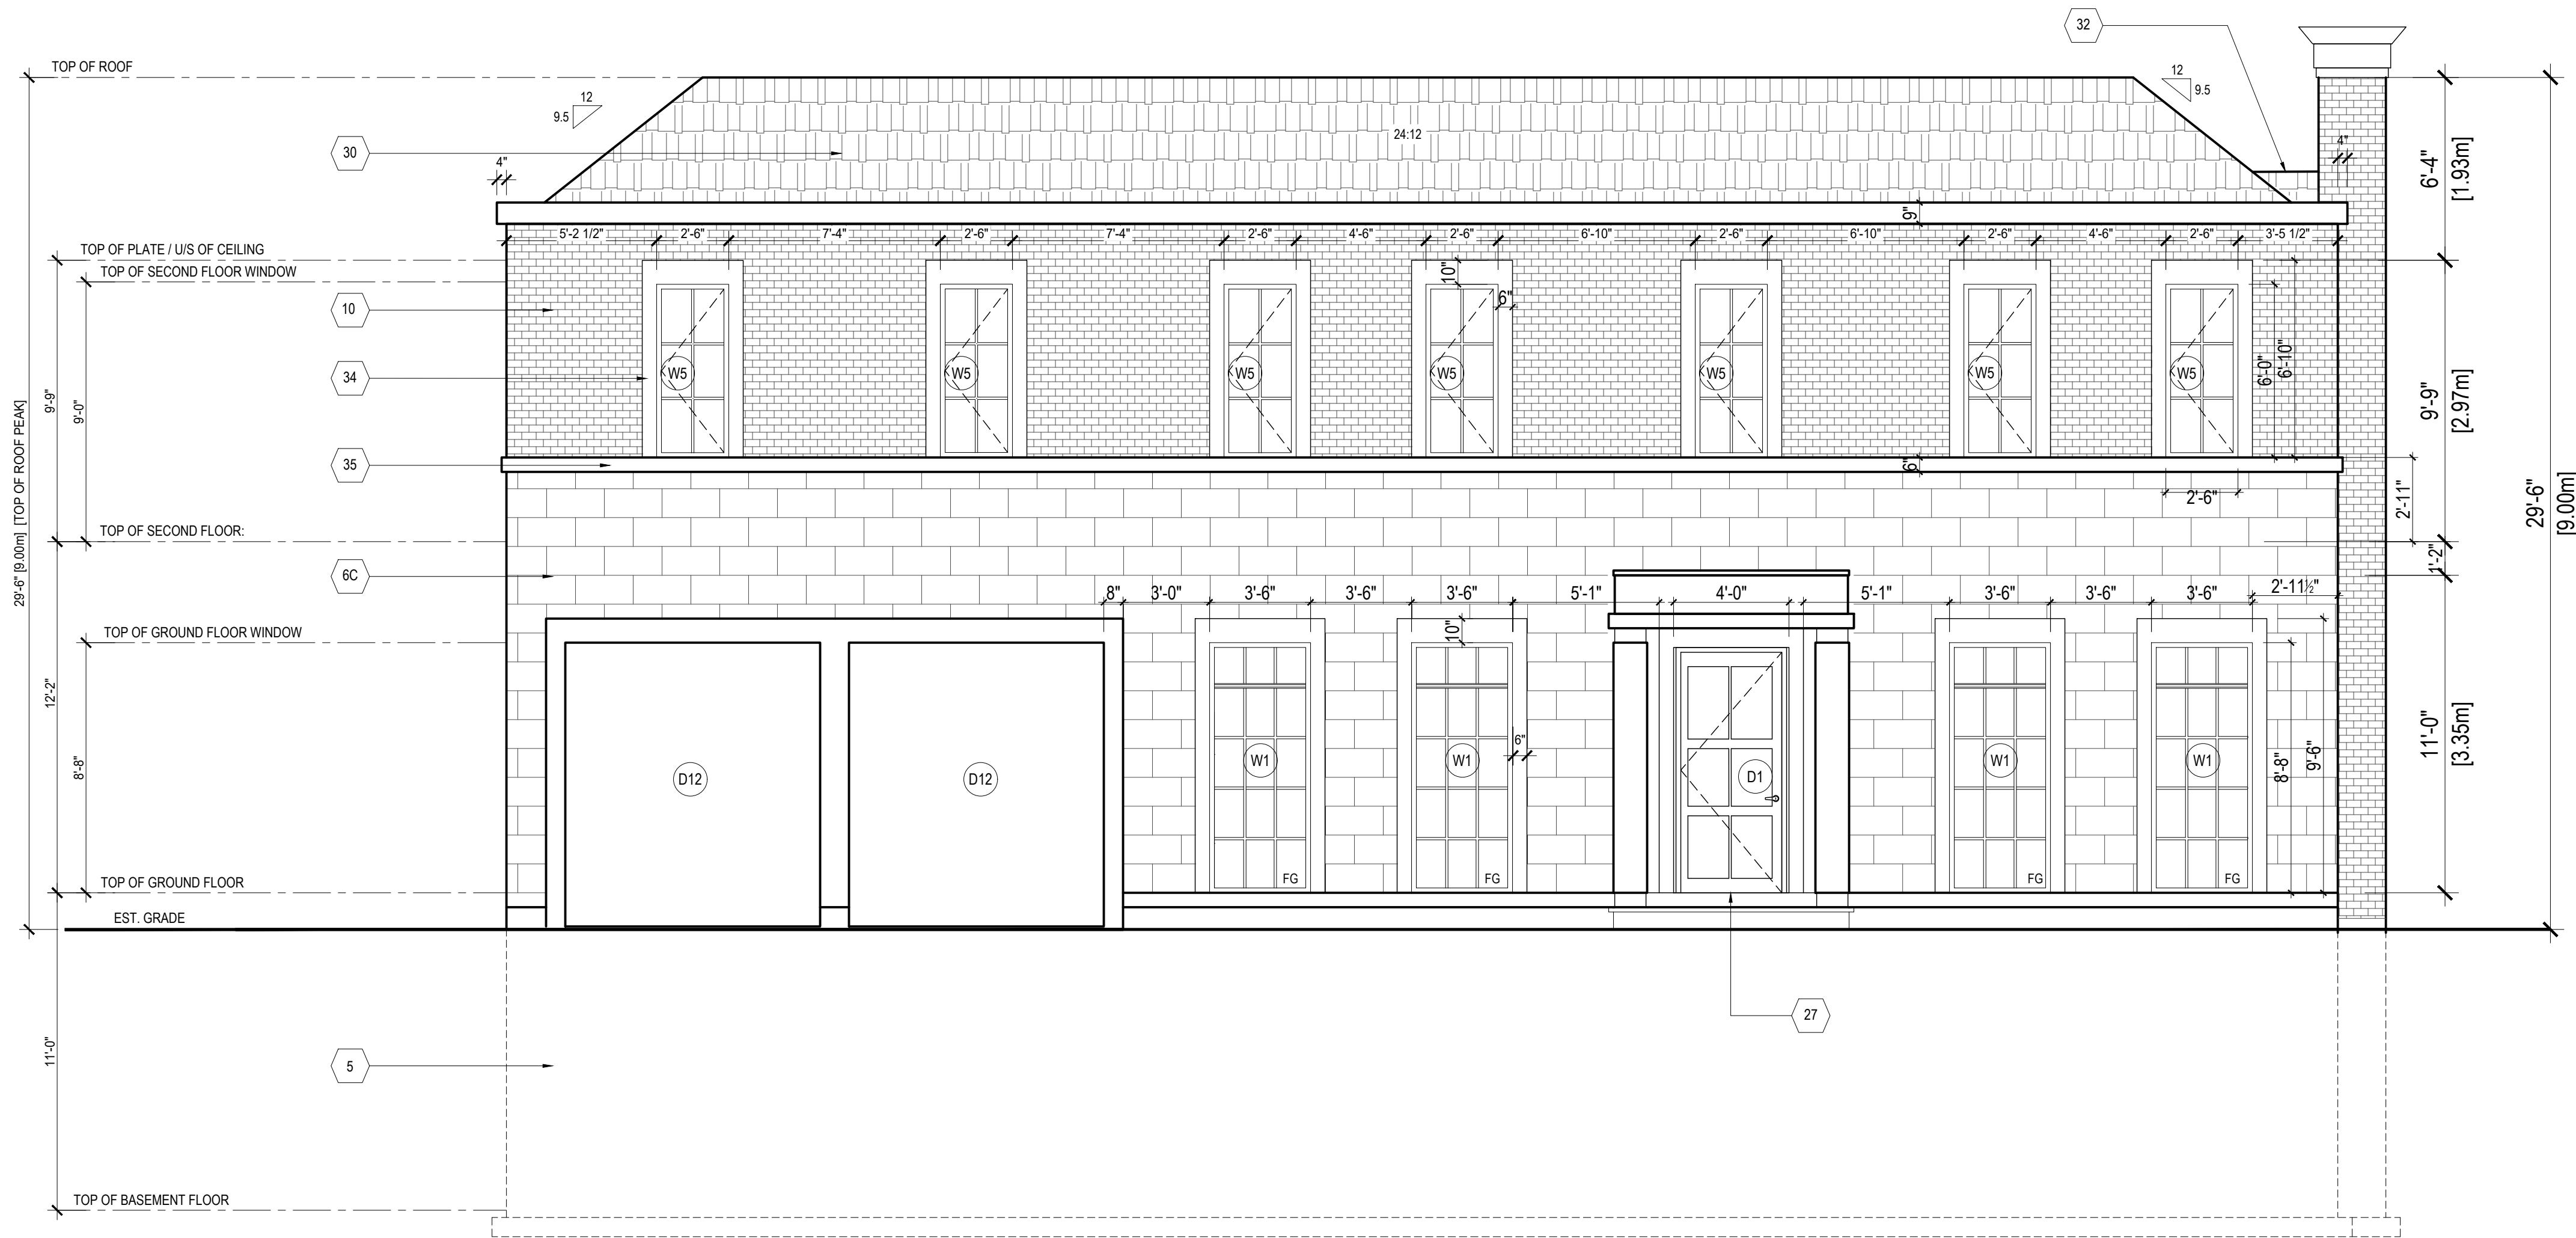 32
TOP OF ROOF
12
9.5
12
9.5
24:12
30
4"
4"
6'-4"
[1.93m]
9"
5'-2 1/2"
2'-6"
7'-4"
2'-6"
7'-4"
2'-6"
4'-6"
2'-6"
6'-10"
2'-6"
6'-10"
2'-6"
4'-6"
2'-6"
3'-5 1/2"
TOP OF PLATE / U/S OF CEILING
TOP OF SECOND FLOOR WINDOW
10"
6"
10
34
W5
W5
W5
W5
W5
W5
W5
6'-0"
6'-10"
9'-9"
9'-0"
9'-9"
[2.97m]
35
6"
2'-6"
2'-11"
29'-6"
[9.00m]
29'-6" [9.00m] [TOP OF ROOF PEAK]
TOP OF SECOND FLOOR:
6C
1'-2"
8"
3'-0"
3'-6"
3'-6"
3'-6"
5'-1"
4'-0"
5'-1"
3'-6"
3'-6"
3'-6"
2'-11½"
TOP OF GROUND FLOOR WINDOW
10"
12'-2"
8'-8"
6"
D12
D12
W1
W1
D1
W1
W1
8'-8"
9'-6"
11'-0"
[3.35m]
FG
FG
FG
FG
TOP OF GROUND FLOOR
EST. GRADE
27
11'-0"
5
TOP OF BASEMENT FLOOR